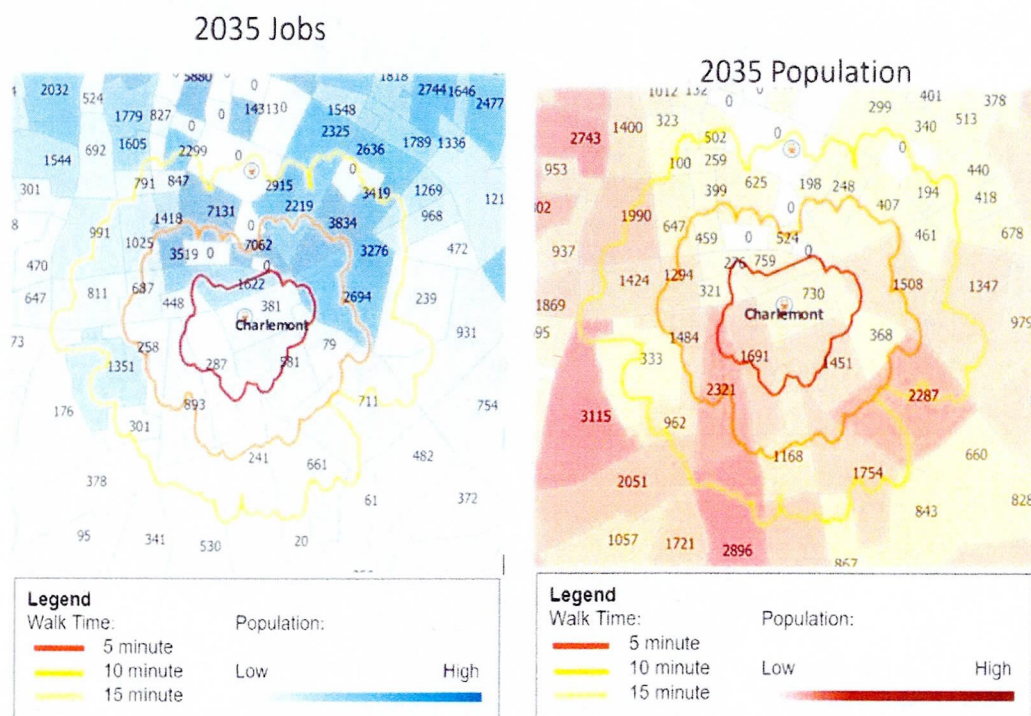 2035 Jobs
5880 0 1818
2032 524 0 2744 1646
1779 827 143 130 1548 2477
0 0 2325
1605 1789 1336
1544 692 2299 0 2636
0
301 791 847 2915 3419 1269 121
2219
1418 7131 968
991 0 3834
1025 7062 472
3519 0 3276
470 0
687 1622
647 811 448 381 2694 239
Charlemont
73 931
258 79
1351 287 581
893 711 754
176
301
241 482
661
378 372
61
95 341 530 20
Legend
Walk Time: Population:
5 minute
10 minute Low High
15 minute
2035 Population
1012 132 0 401 378
299
323 0 513
2743 1400 340
502 0
953 100 259 440
399 625 198 248 194 418
302 1990 407
647 0 461 678
459 0 524
937 0
276 759
1424 1294 1508 1347
321
1869 730
Charlemont
95 1484 368 979
333 1691 1451
2321 2287
3115 962
1168 660
2051 1754
828
843
1057 1721 2896
867
Legend
Walk Time: Population:
5 minute
10 minute Low High
15 minute